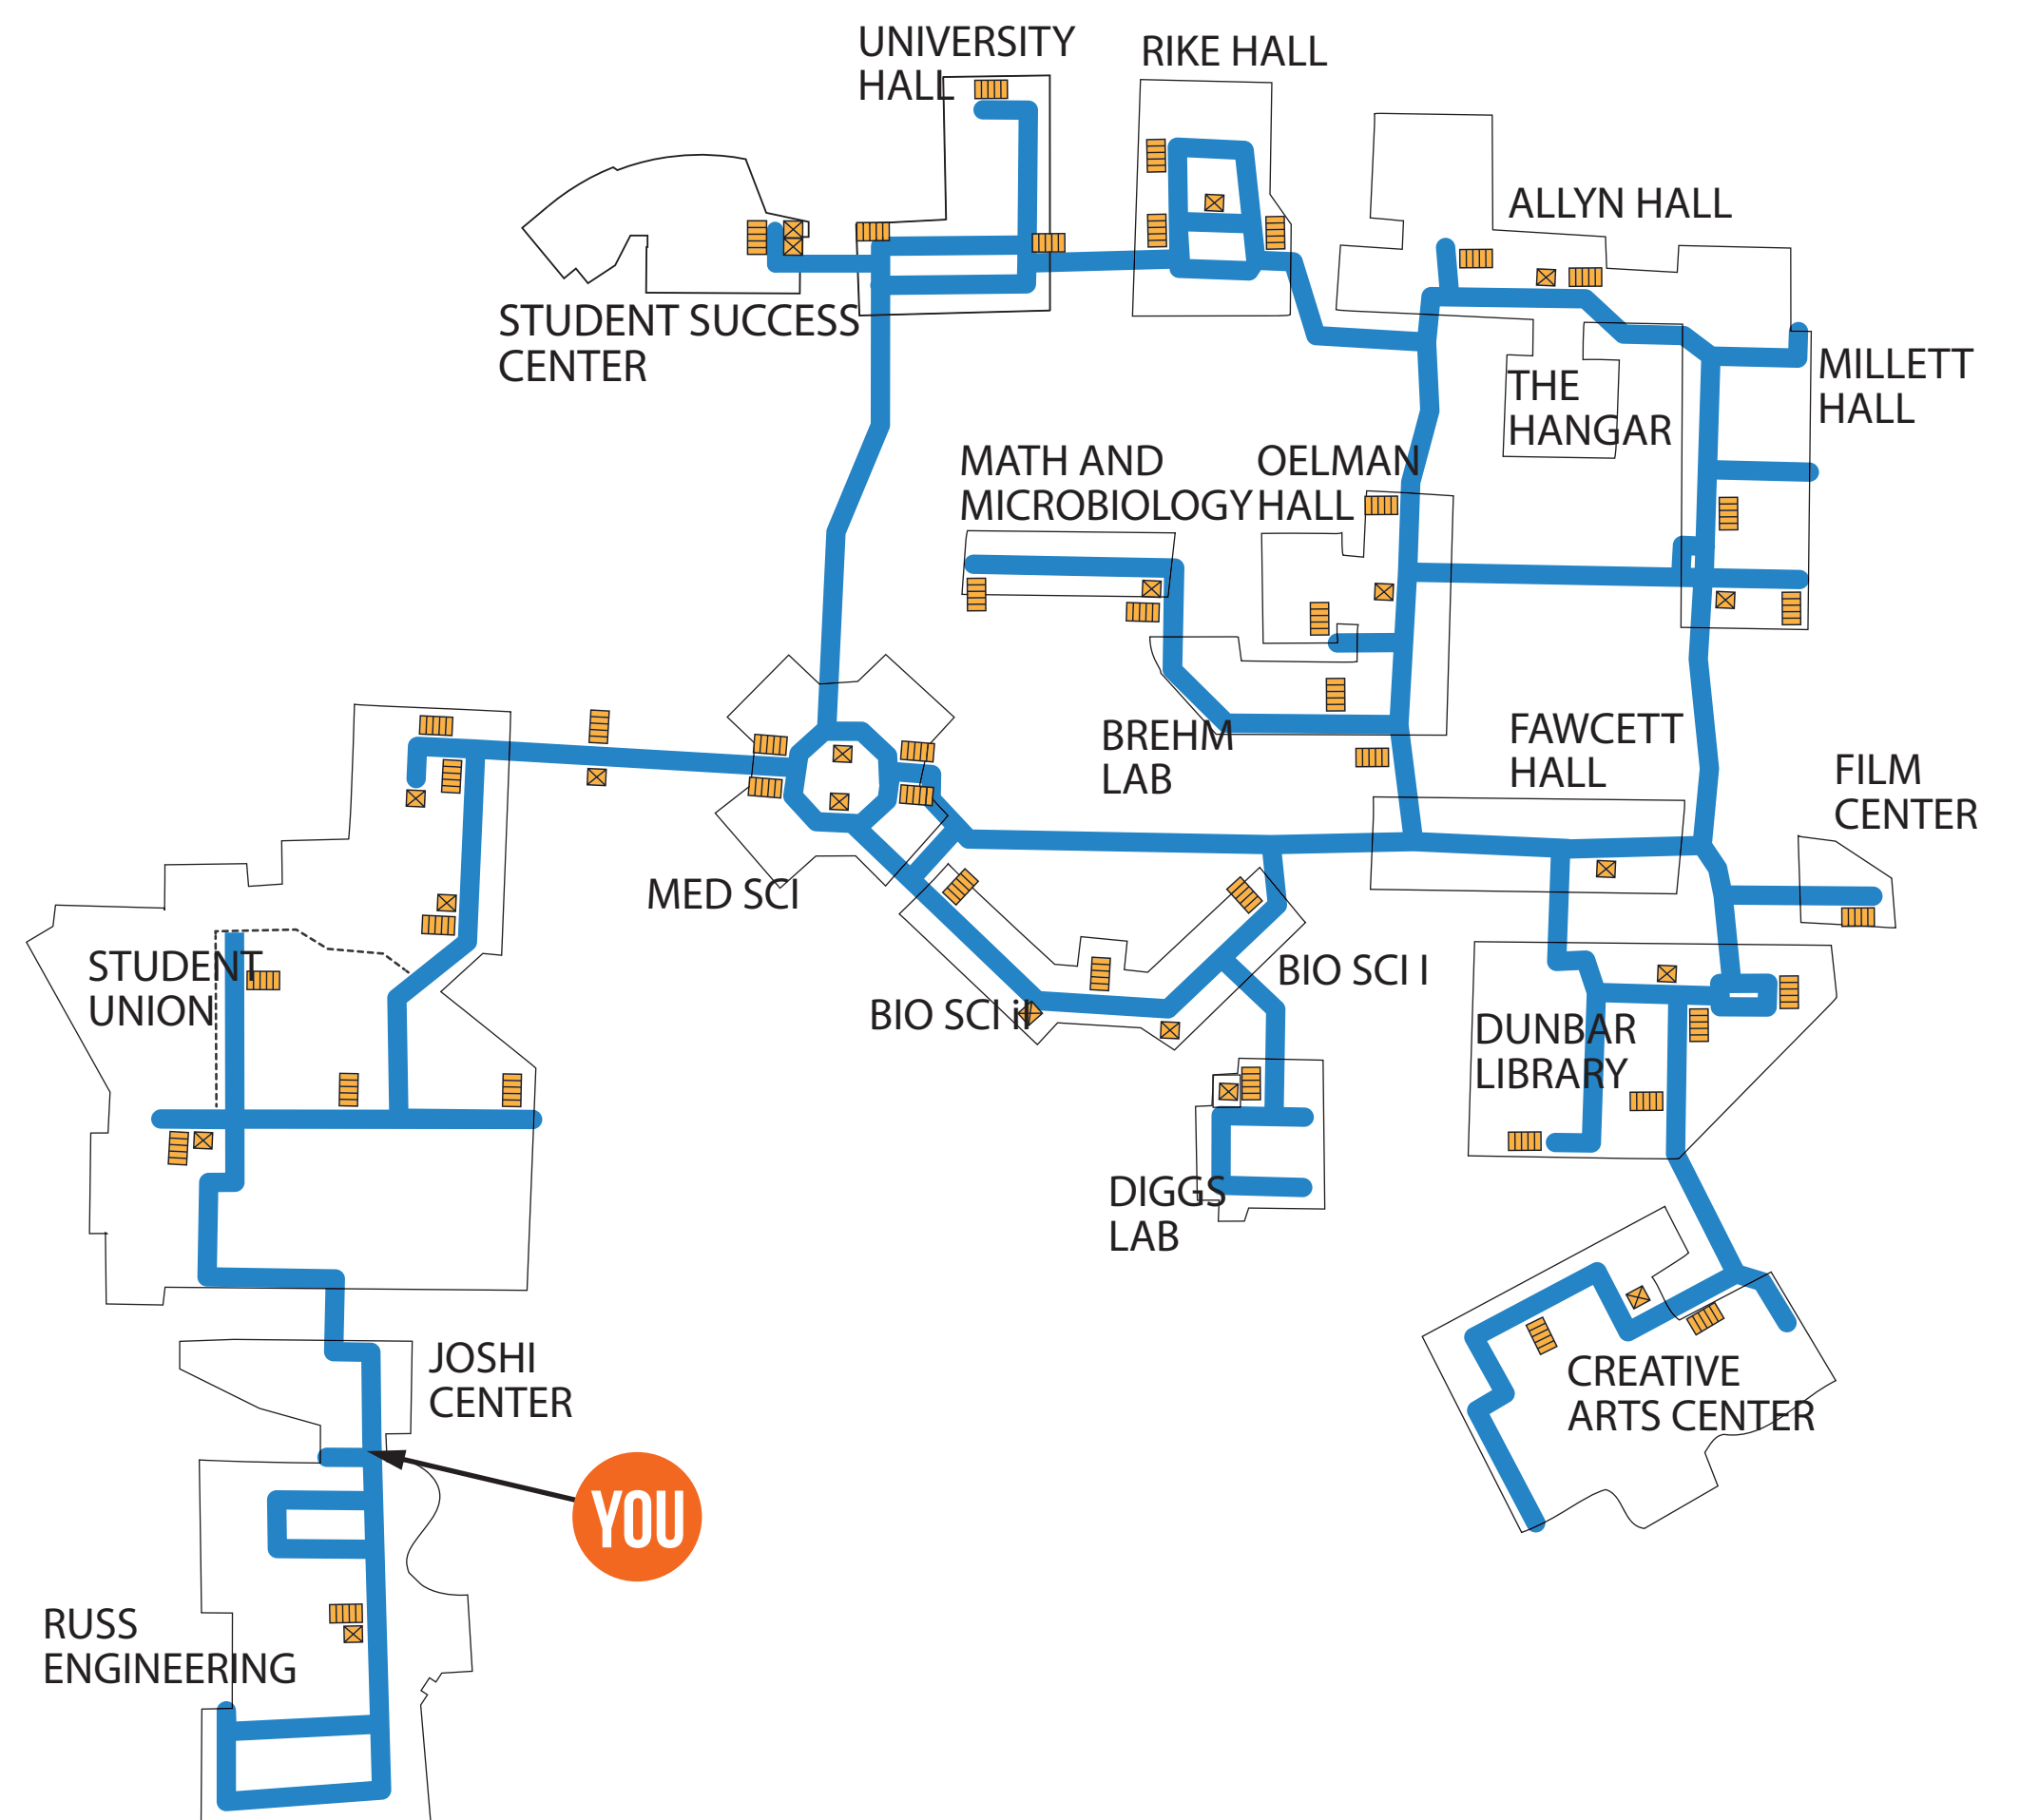 UNIVERSITY
HALL
RIKE HALL
ALLYN HALL
STUDENT SUCCESS
CENTER
THE
HANGAR
MILLETT
HALL
MATH AND
MICROBIOLOGY
OELMAN
HALL
BREHM
LAB
FAWCETT
HALL
FILM
CENTER
MED SCI
STUDENT
UNION
BIO SCI I
BIO SCI iI
DUNBAR
LIBRARY
DIGGS
LAB
JOSHI
CENTER
CREATIVE
ARTS CENTER
YOU
RUSS
ENGINEERING